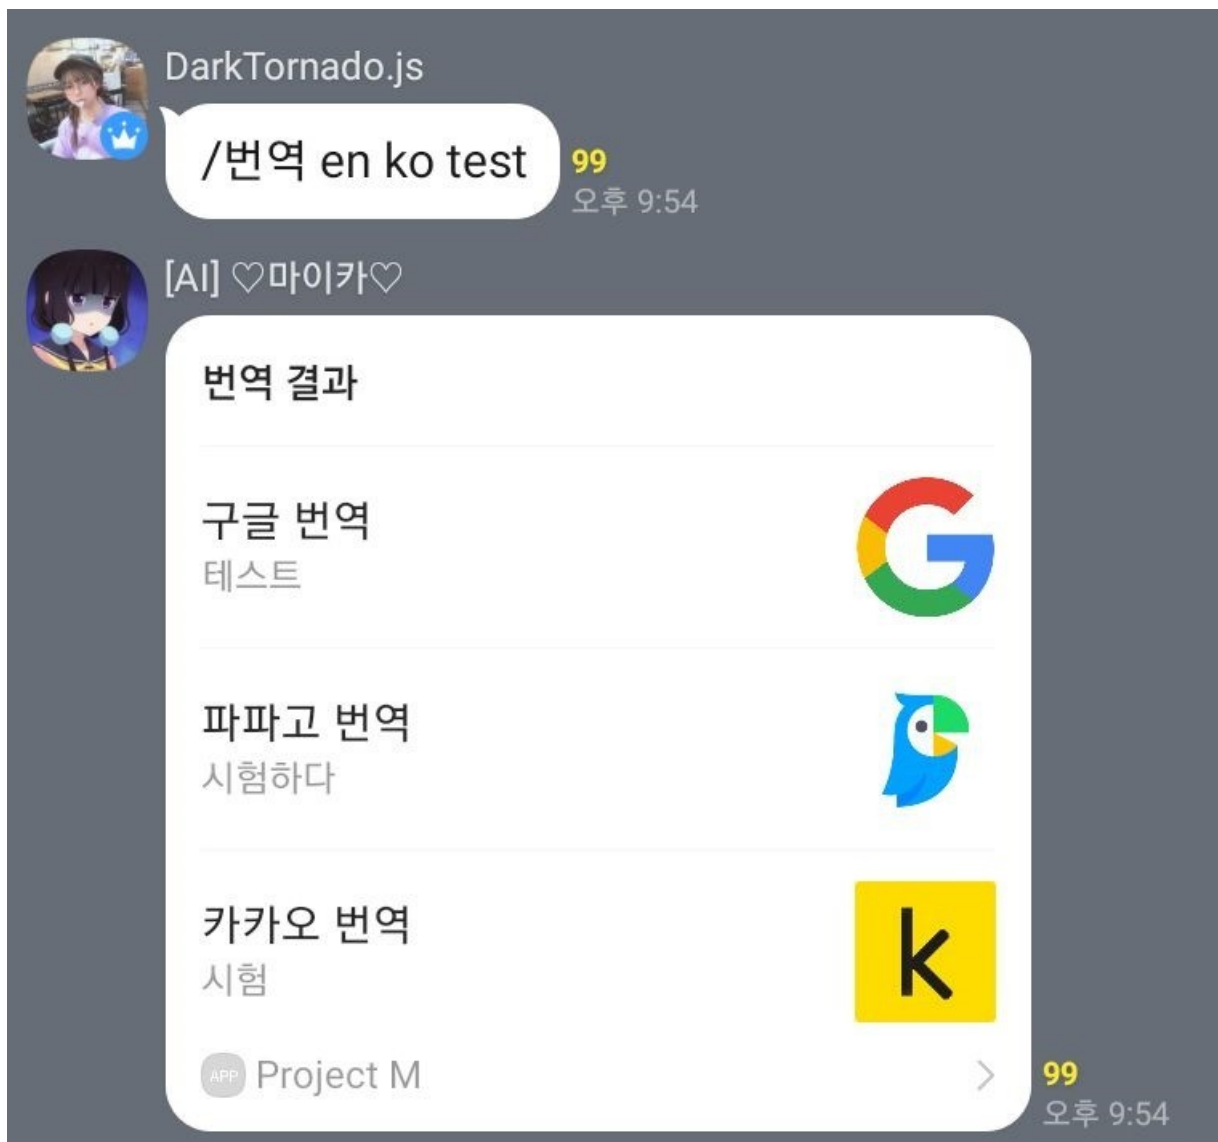 DarkTornado.js
/번역 en ko test
99
오후 9:54
[AI] ♡마이카♡
번역 결과
구글 번역
테스트
파파고 번역
시험하다
카카오 번역
k
시험
APP Project M
99
오후 9:54